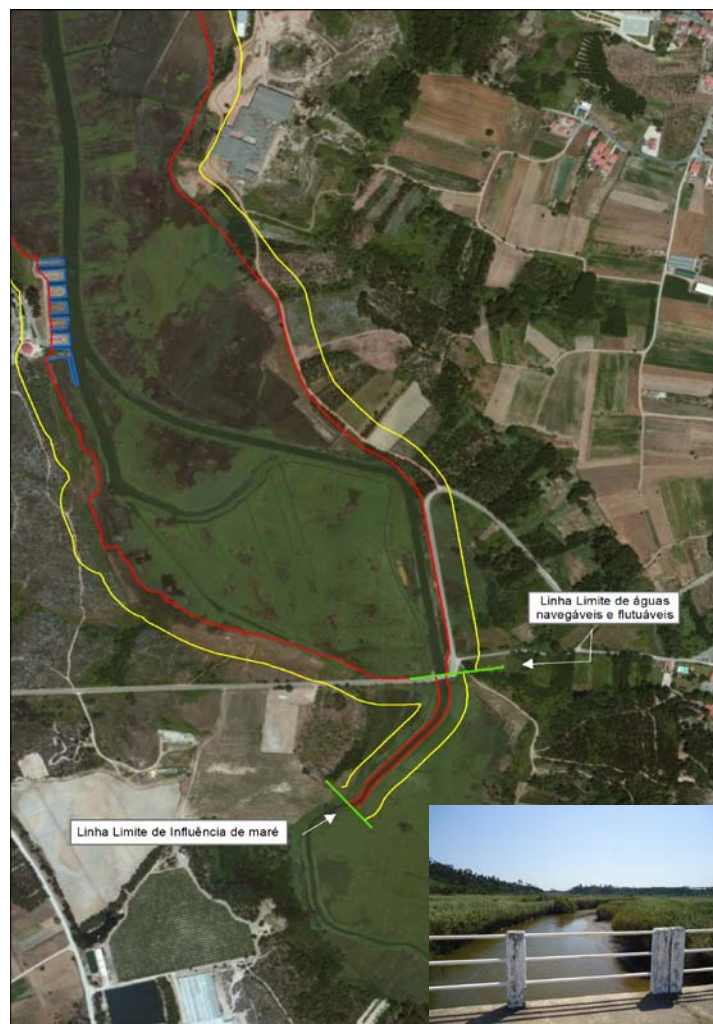 Linha Limite de águas
navegáveis e flutuáveis
Linha Limite de Influência de maré